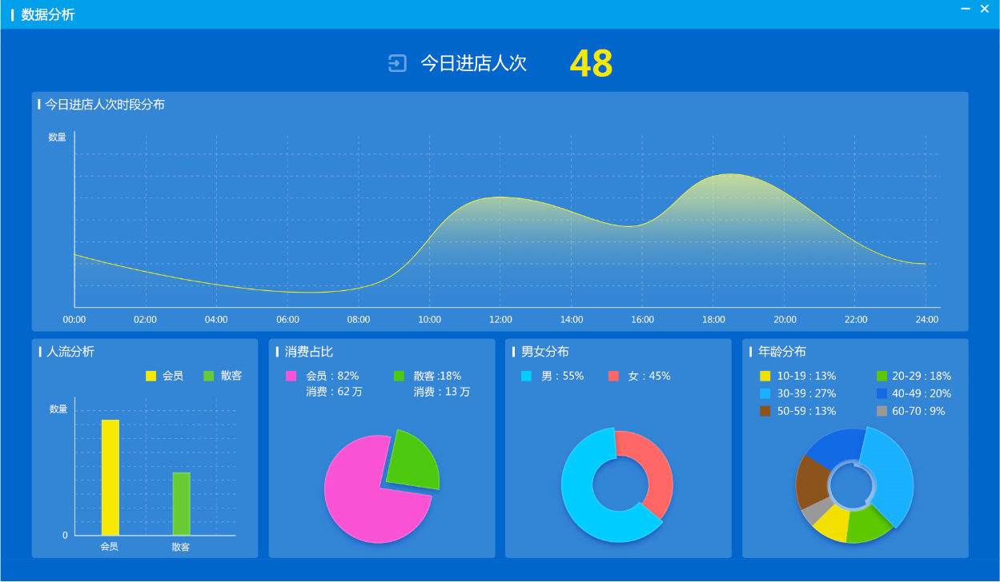 数据分析
今日进店人次 48
今日进店人次时段分布
数量
00:00 02:00 04:00 06:00 08:00 10:00 12:00 14:00 16:00 18:00 20:00 22:00 24:00
人流分析
会员 散客
数量
0
会员 散客
消费占比
会员 : 82% 散客 :18%
消费 : 62 万 消费 : 13 万
男女分布
男 : 55% 女 : 45%
年龄分布
10-19 : 13% 20-29 : 18%
30-39 : 27% 40-49 : 20%
50-59 : 13% 60-70 : 9%